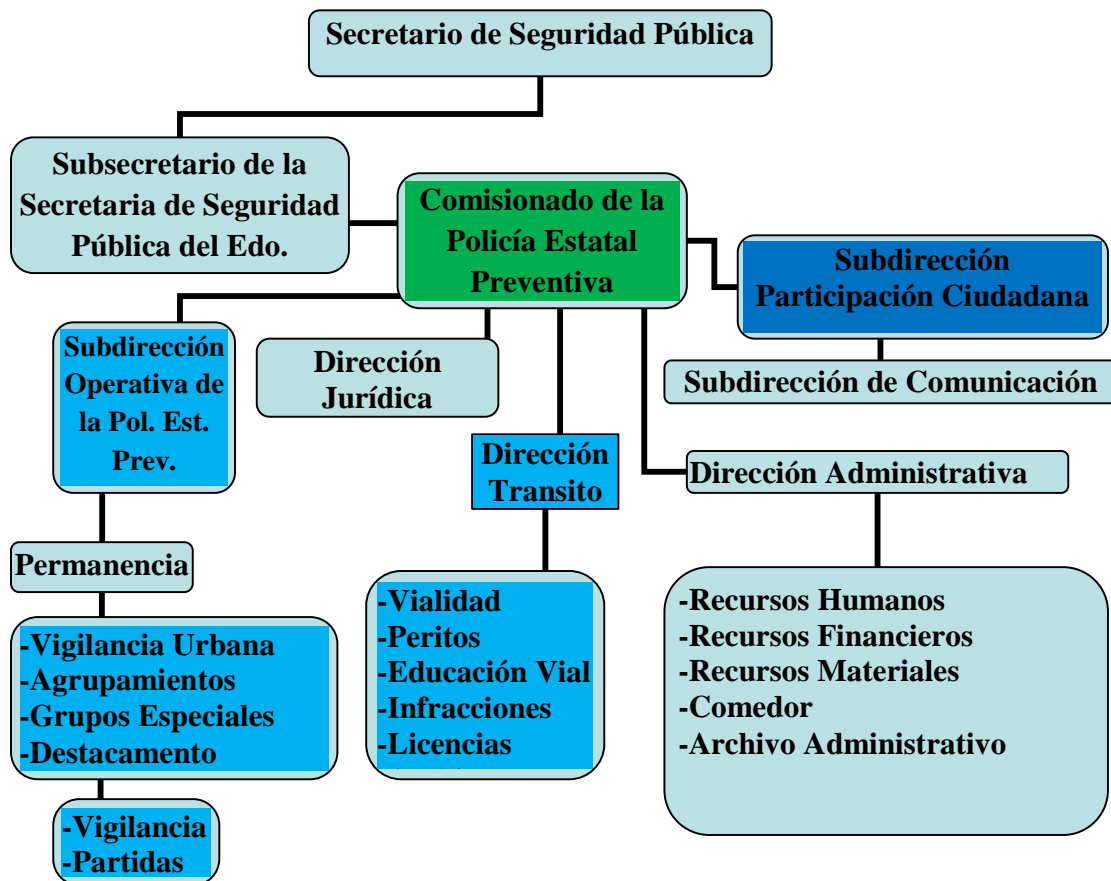 Secretario de Seguridad Pública
Subsecretario de la
Secretaria de Seguridad
Pública del Edo.
Comisionado de la
Policía Estatal
Preventiva
Subdirección
Participación Ciudadana
Subdirección
Operativa de
la Pol. Est.
Prev.
Dirección
Jurídica
Subdirección de Comunicación
Dirección
Transito
Dirección Administrativa
Permanencia
-Vigilancia Urbana
-Agrupamientos
-Grupos Especiales
-Destacamento
-Vialidad
-Peritos
-Educación Vial
-Infracciones
-Licencias
-Recursos Humanos
-Recursos Financieros
-Recursos Materiales
-Comedor
-Archivo Administrativo
-Vigilancia
-Partidas